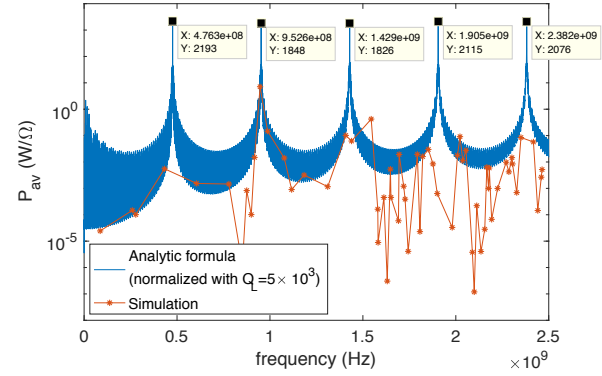 X: 4.763e+08
Y: 2193
X: 9.526e+08
Y: 1848
X: 1.429e+09
Y: 1826
X: 1.905e+09
Y: 2115
X: 2.382e+09
Y: 2076
10^0
10^-5
P_av (W/Ω)
Analytic formula
(normalized with Q_L=5× 10^3)
Simulation
0 0.5 1 1.5 2 2.5
frequency (Hz) ×10^9